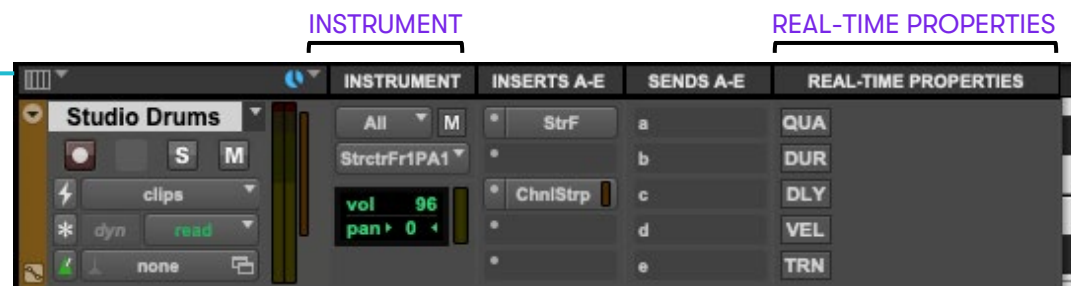 INSTRUMENT REAL-TIME PROPERTIES
INSTRUMENT INSERTS A-E SENDS A-E REAL-TIME PROPERTIES
Studio Drums All M StrF a QUA
S M StrctrFr1PA1 b DUR
clips vol 96 ChnlStrp c DLY
dyn read pan 0 d VEL
none e TRN